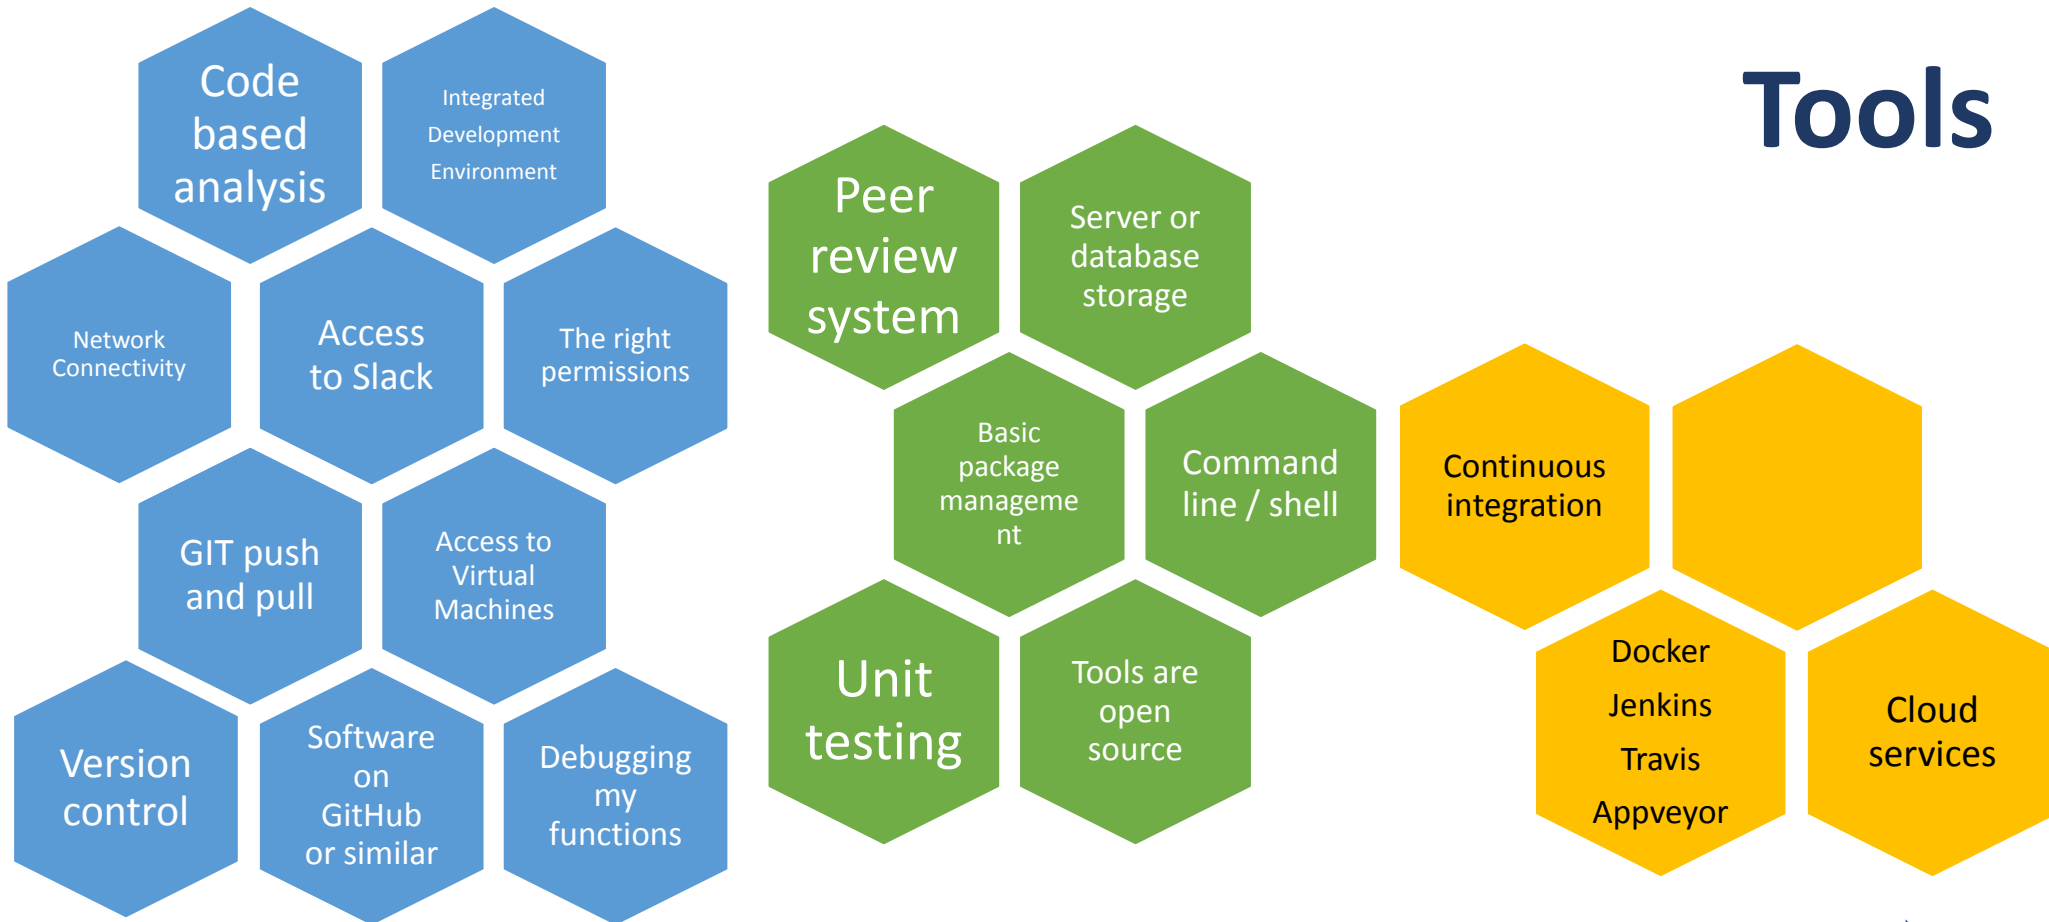 Tools
Code
based
analysis
Integrated
Development
Environment
Network
Connectivity
Access
to Slack
The right
permissions
GIT push
and pull
Access to
Virtual
Machines
Version
control
Software
on
GitHub
or similar
Debugging
my
functions
Peer
review
system
Server or
database
storage
Basic
package
manageme
nt
Command
line / shell
Unit
testing
Tools are
open
source
Continuous
integration
Docker
Jenkins
Travis
Appveyor
Cloud
services